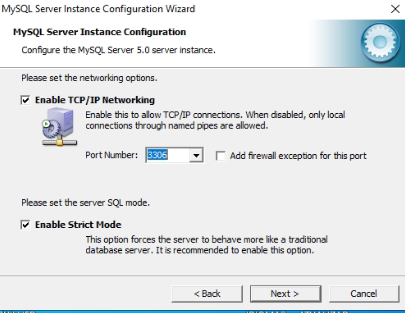 MySQL Server Instance Configuration Wizard
MySQL Server Instance Configuration
Configure the MySQL Server 5.0 server instance.
Please set the networking options.
Enable TCP/IP Networking
Enable this to allow TCP/IP connections. When disabled, only local
connections through named pipes are allowed.
Port Number: 3306 Add firewall exception for this port
Please set the server SQL mode.
Enable Strict Mode
This option forces the server to behave more like a traditional
database server. It is recommended to enable this option.
< Back Next > Cancel